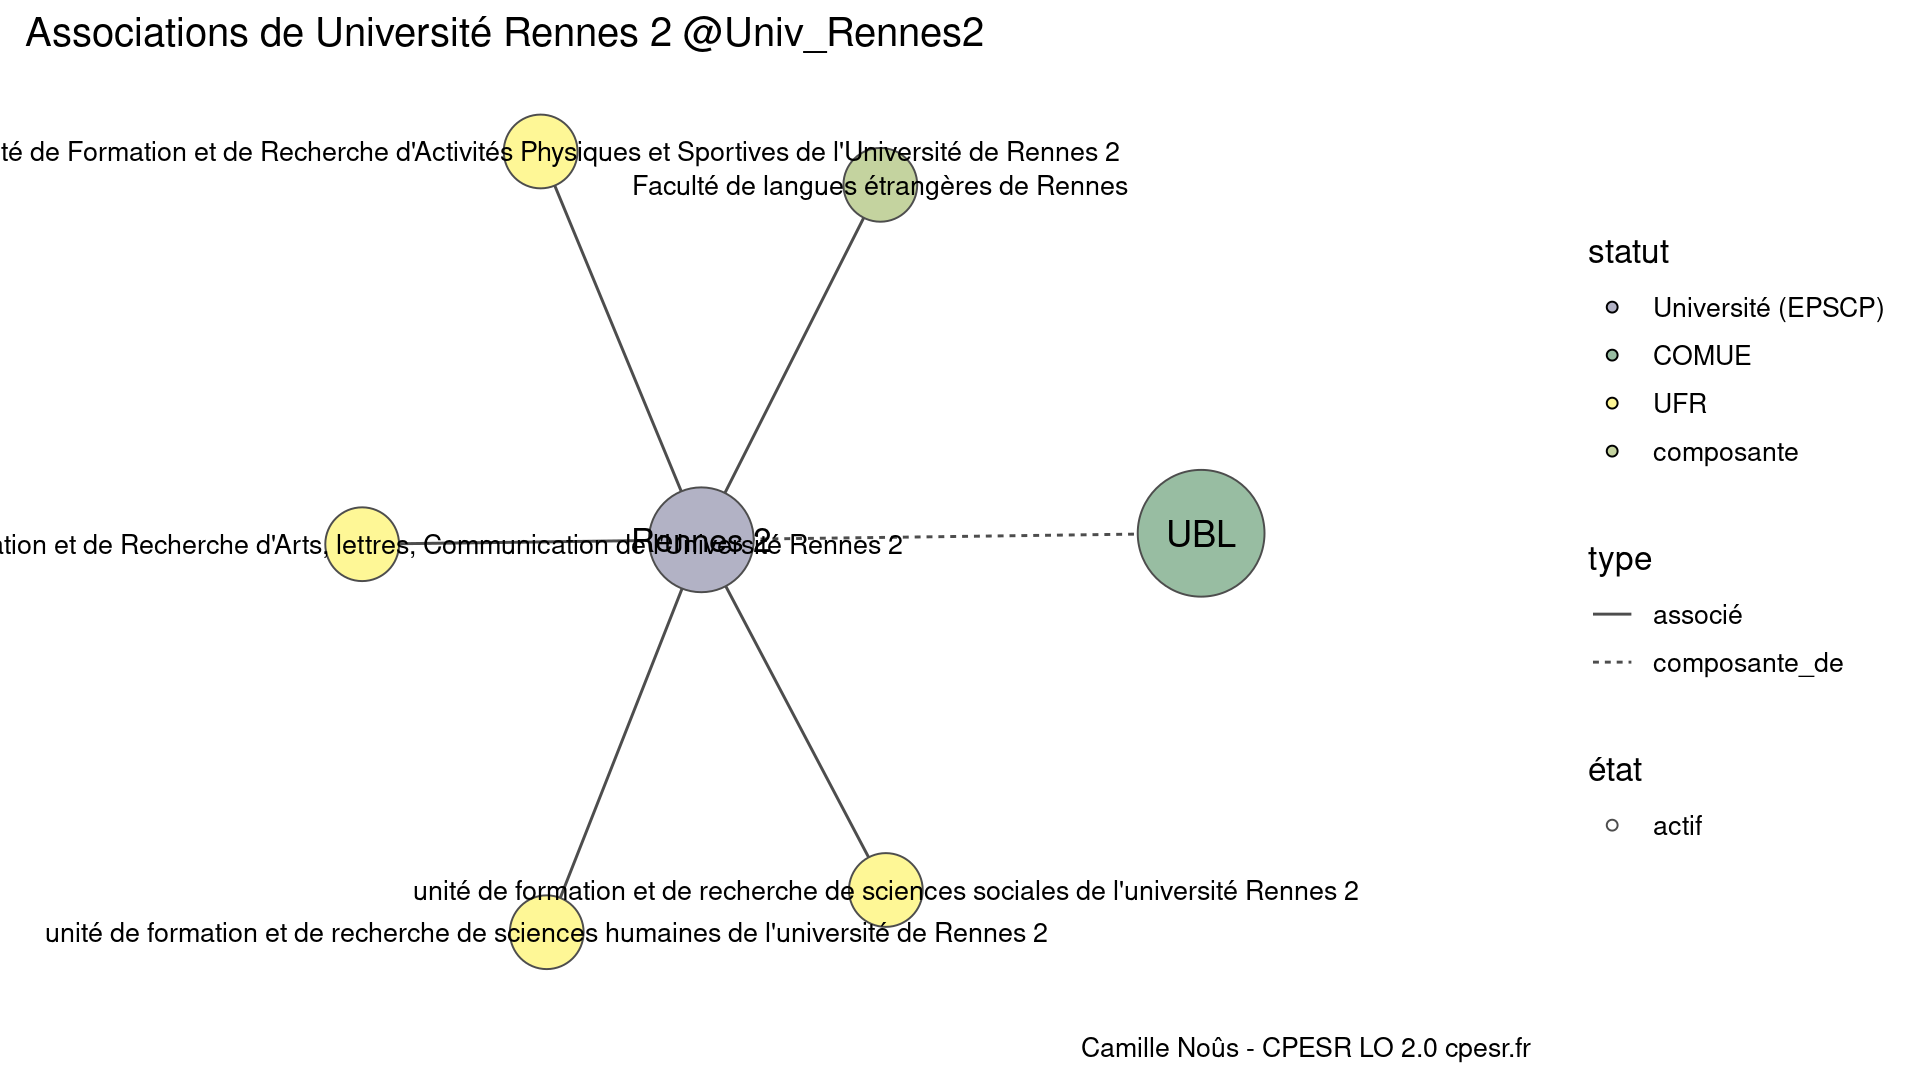 Associations de Université Rennes 2 @Univ_Rennes2
té de Formation et de Recherche d'Activités Physiques et Sportives de l'Université de Rennes 2
Faculté de langues étrangères de Rennes
ation et de Recherche d'Arts, lettres, Communication de l'Université Rennes 2
Rennes 2
UBL
unité de formation et de recherche de sciences sociales de l'université Rennes 2
unité de formation et de recherche de sciences humaines de l'université de Rennes 2
statut
Université (EPSCP)
COMUE
UFR
composante
type
associé
composante_de
état
actif
Camille Noûs - CPESR LO 2.0 cpesr.fr